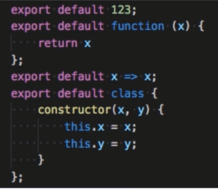 export default 123;
export default function (x) {
    return x
};
export default x => x;
export default class {
    constructor(x, y) {
        this.x = x;
        this.y = y;
    }
};